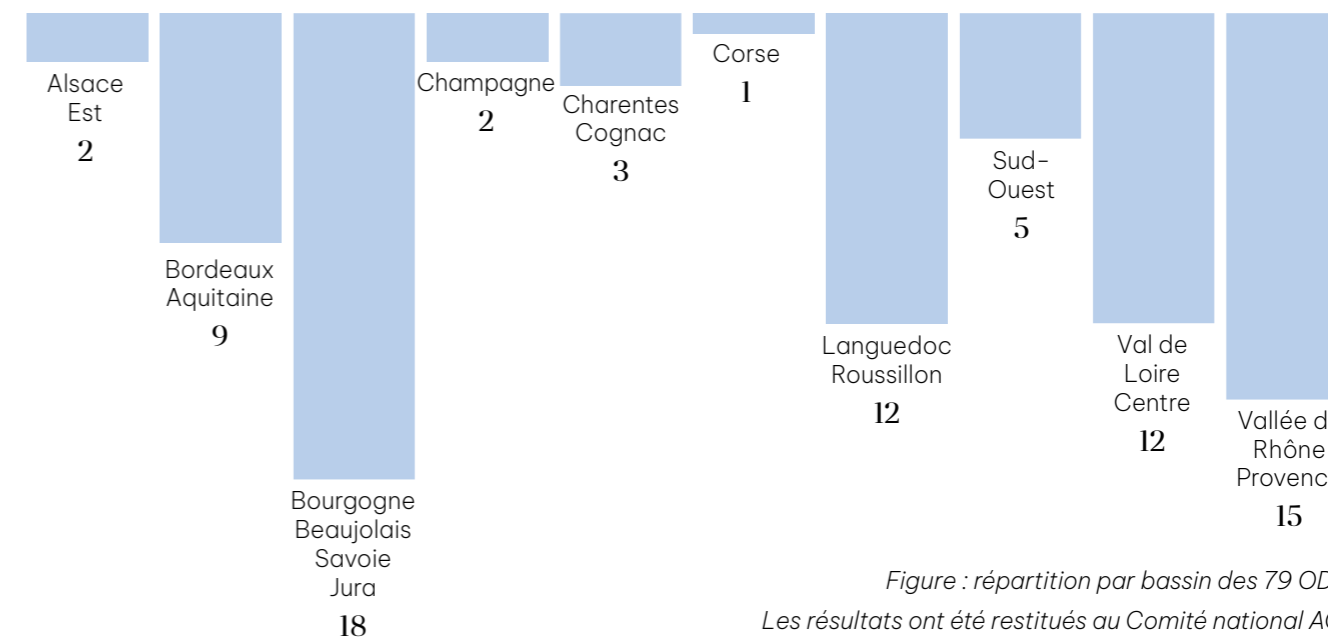 Alsace
Est
2
Bordeaux
Aquitaine
9
Bourgogne
Beaujolais
Savoie
Jura
18
Champagne
2
Charentes
Cognac
3
Corse
1
Languedoc
Roussillon
12
Sud-
Ouest
5
Val de
Loire
Centre
12
Vallée
Rhône
15
Figure : répartition par bassin des 79
Les résultats ont été restitués au Comité national